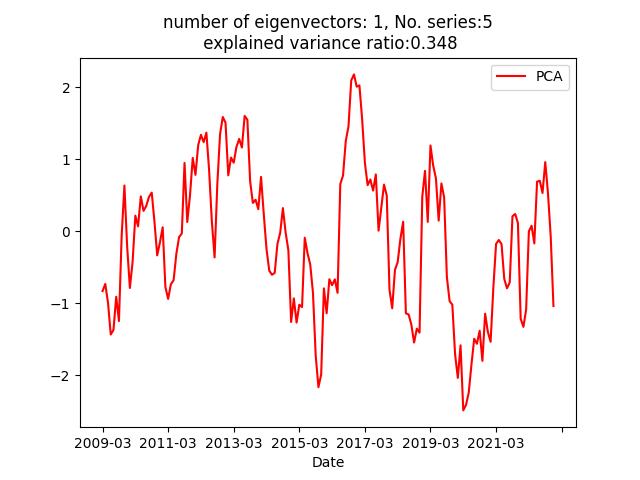 number of eigenvectors: 1, No. series:5
explained variance ratio:0.348
PCA
2
1
0
−1
−2
2009-03 2011-03 2013-03 2015-03 2017-03 2019-03 2021-03
Date